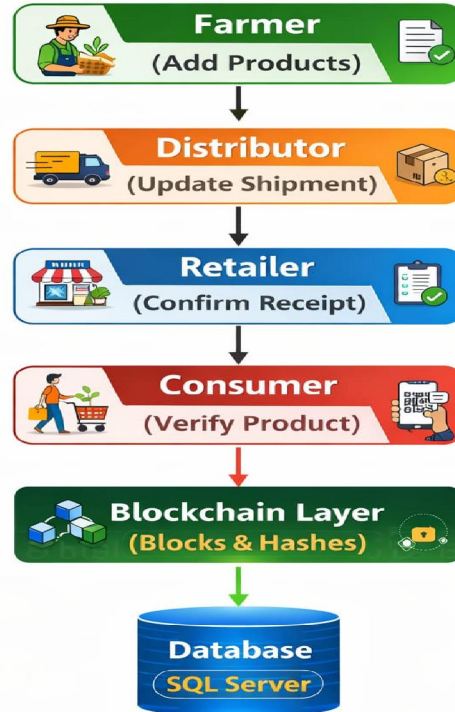 Farmer
(Add Products)
Distributor
(Update Shipment)
Retailer
(Confirm Receipt)
Consumer
(Verify Product)
Blockchain Layer
(Blocks & Hashes)
Database
SQL Server